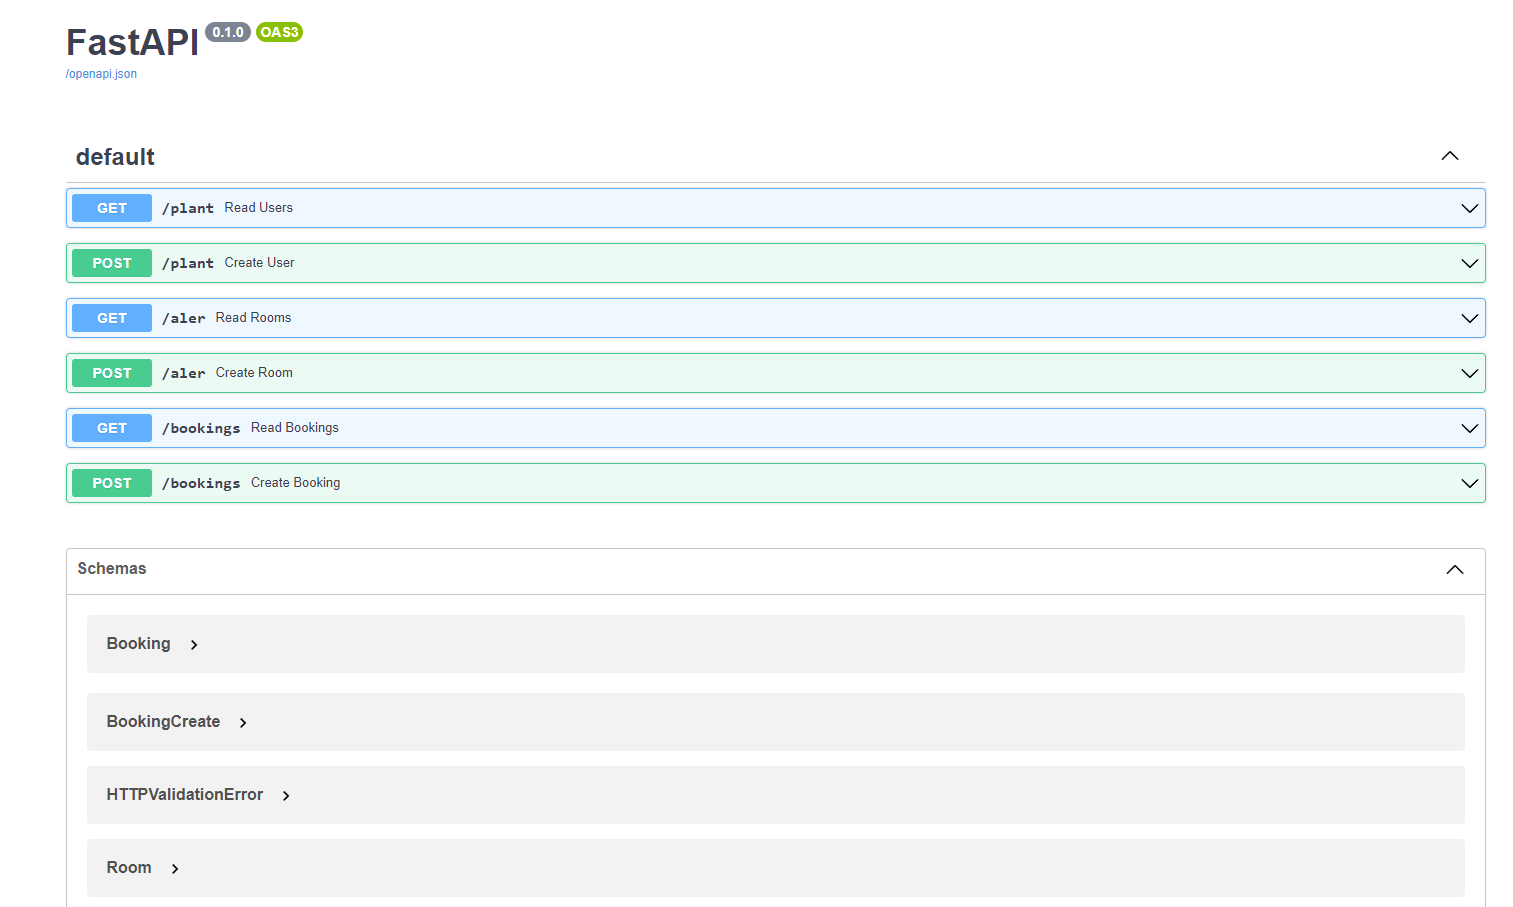 FastAPI 0.1.0 OAS3
/openapi.json
default
GET /plant Read Users
POST /plant Create User
GET /aler Read Rooms
POST /aler Create Room
GET /bookings Read Bookings
POST /bookings Create Booking
Schemas
Booking
BookingCreate
HTTPValidationError
Room